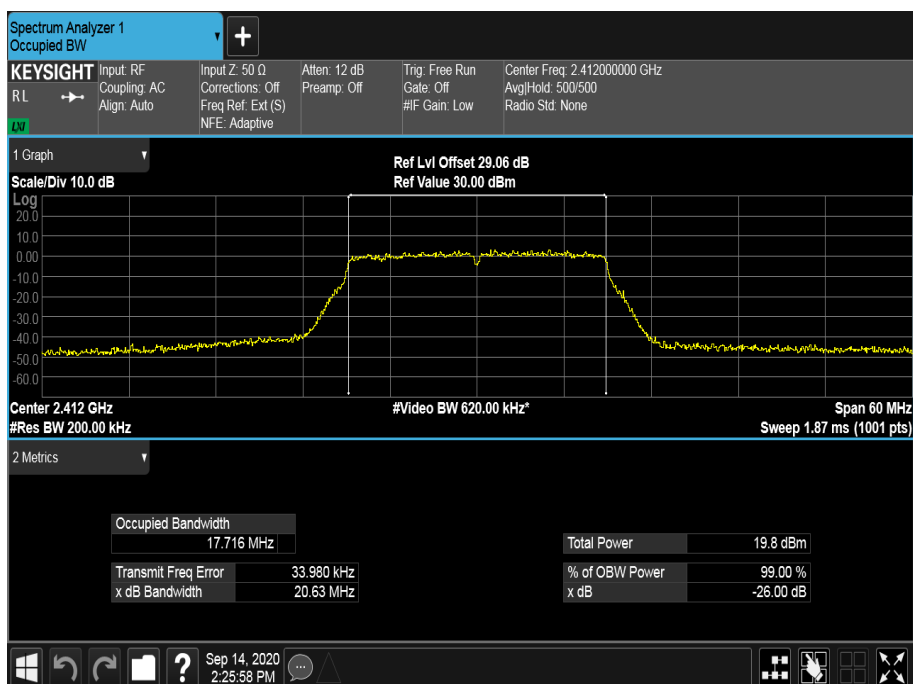 Spectrum Analyzer 1
Occupied BW
+
KEYSIGHT
RL
LXI
Input: RF
Coupling: AC
Align: Auto
Input Z: 50 Ω
Corrections: Off
Freq Ref: Ext (S)
NFE: Adaptive
Atten: 12 dB
Preamp: Off
Trig: Free Run
Gate: Off
#IF Gain: Low
Center Freq: 2.412000000 GHz
Avg|Hold: 500/500
Radio Std: None
1 Graph
Scale/Div 10.0 dB
Ref Lvl Offset 29.06 dB
Ref Value 30.00 dBm
Log
20.0
10.0
0.00
-10.0
-20.0
-30.0
-40.0
-50.0
-60.0
Center 2.412 GHz
#Video BW 620.00 kHz*
Span 60 MHz
#Res BW 200.00 kHz
Sweep 1.87 ms (1001 pts)
2 Metrics
Occupied Bandwidth
17.716 MHz
Total Power 19.8 dBm
Transmit Freq Error 33.980 kHz
% of OBW Power 99.00 %
x dB Bandwidth 20.63 MHz
x dB -26.00 dB
?
Sep 14, 2020
2:25:58 PM